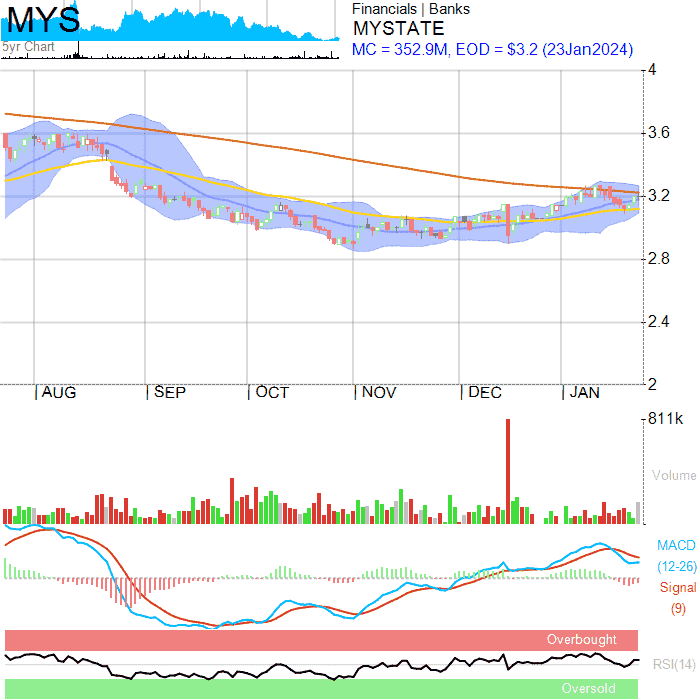 MYS
5yr Chart
Financials | Banks
MYSTATE
MC = 352.9M, EOD = $3.2 (23Jan2024)
4
3.6
3.2
2.8
2.4
2
| AUG | SEP | OCT | NOV | DEC | JAN
811k
Volume
MACD
(12-26)
Signal
(9)
Overbought
RSI(14)
Oversold